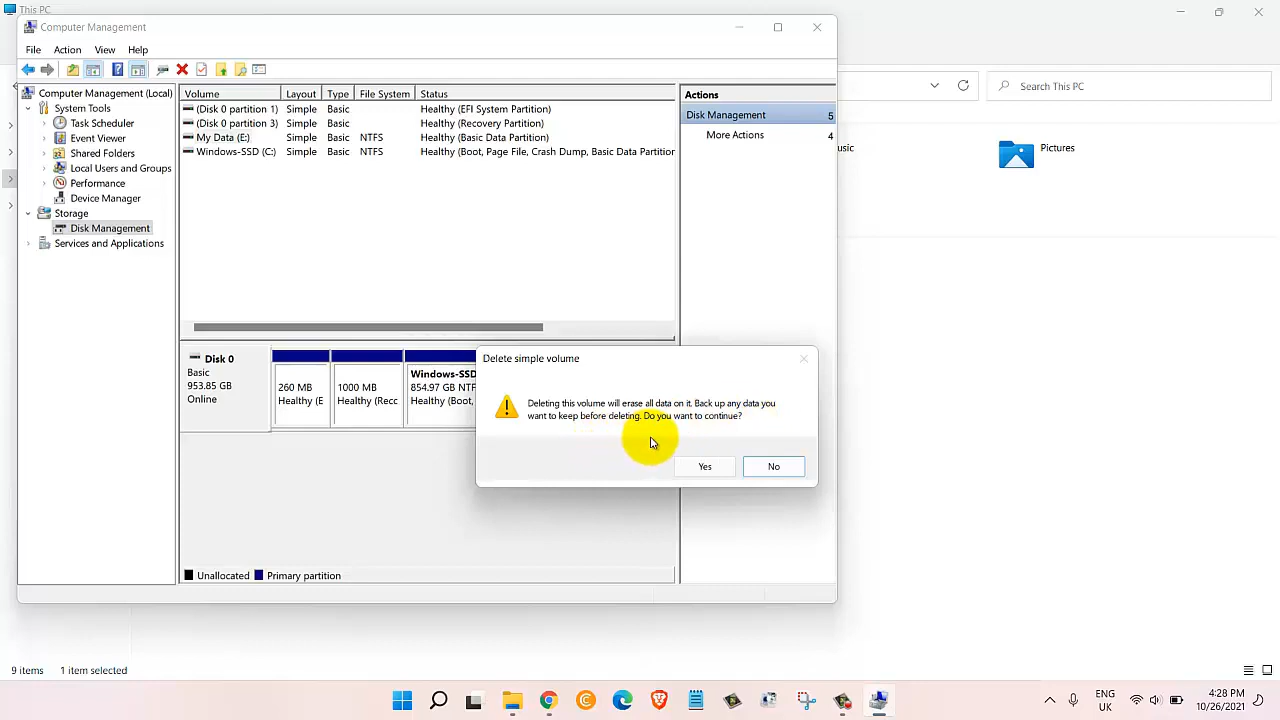 This PC
Computer Management
File Action View Help
Search This PC
Computer Management (Local)
System Tools
Task Scheduler
Event Viewer
Shared Folders
Local Users and Groups
Performance
Device Manager
Storage
Disk Management
Services and Applications
Volume Layout Type File System Status
(Disk 0 partition 1) Simple Basic Healthy (EFI System Partition)
(Disk 0 partition 3) Simple Basic Healthy (Recovery Partition)
My Data (E:) Simple Basic NTFS Healthy (Basic Data Partition)
Windows-SSD (C:) Simple Basic NTFS Healthy (Boot, Page File, Crash Dump, Basic Data Partition
Actions
Disk Management 5
More Actions 4
usic
Pictures
Disk 0
Basic
953.85 GB
Online
260 MB
Healthy (E
1000 MB
Healthy (Recc
Windows-SSD
854.97 GB NTF
Healthy (Boot,
Delete simple volume
Deleting this volume will erase all data on it. Back up any data you
want to keep before deleting. Do you want to continue?
Yes No
Unallocated Primary partition
9 items 1 item selected
ENG
UK
4:28 PM
10/26/2021